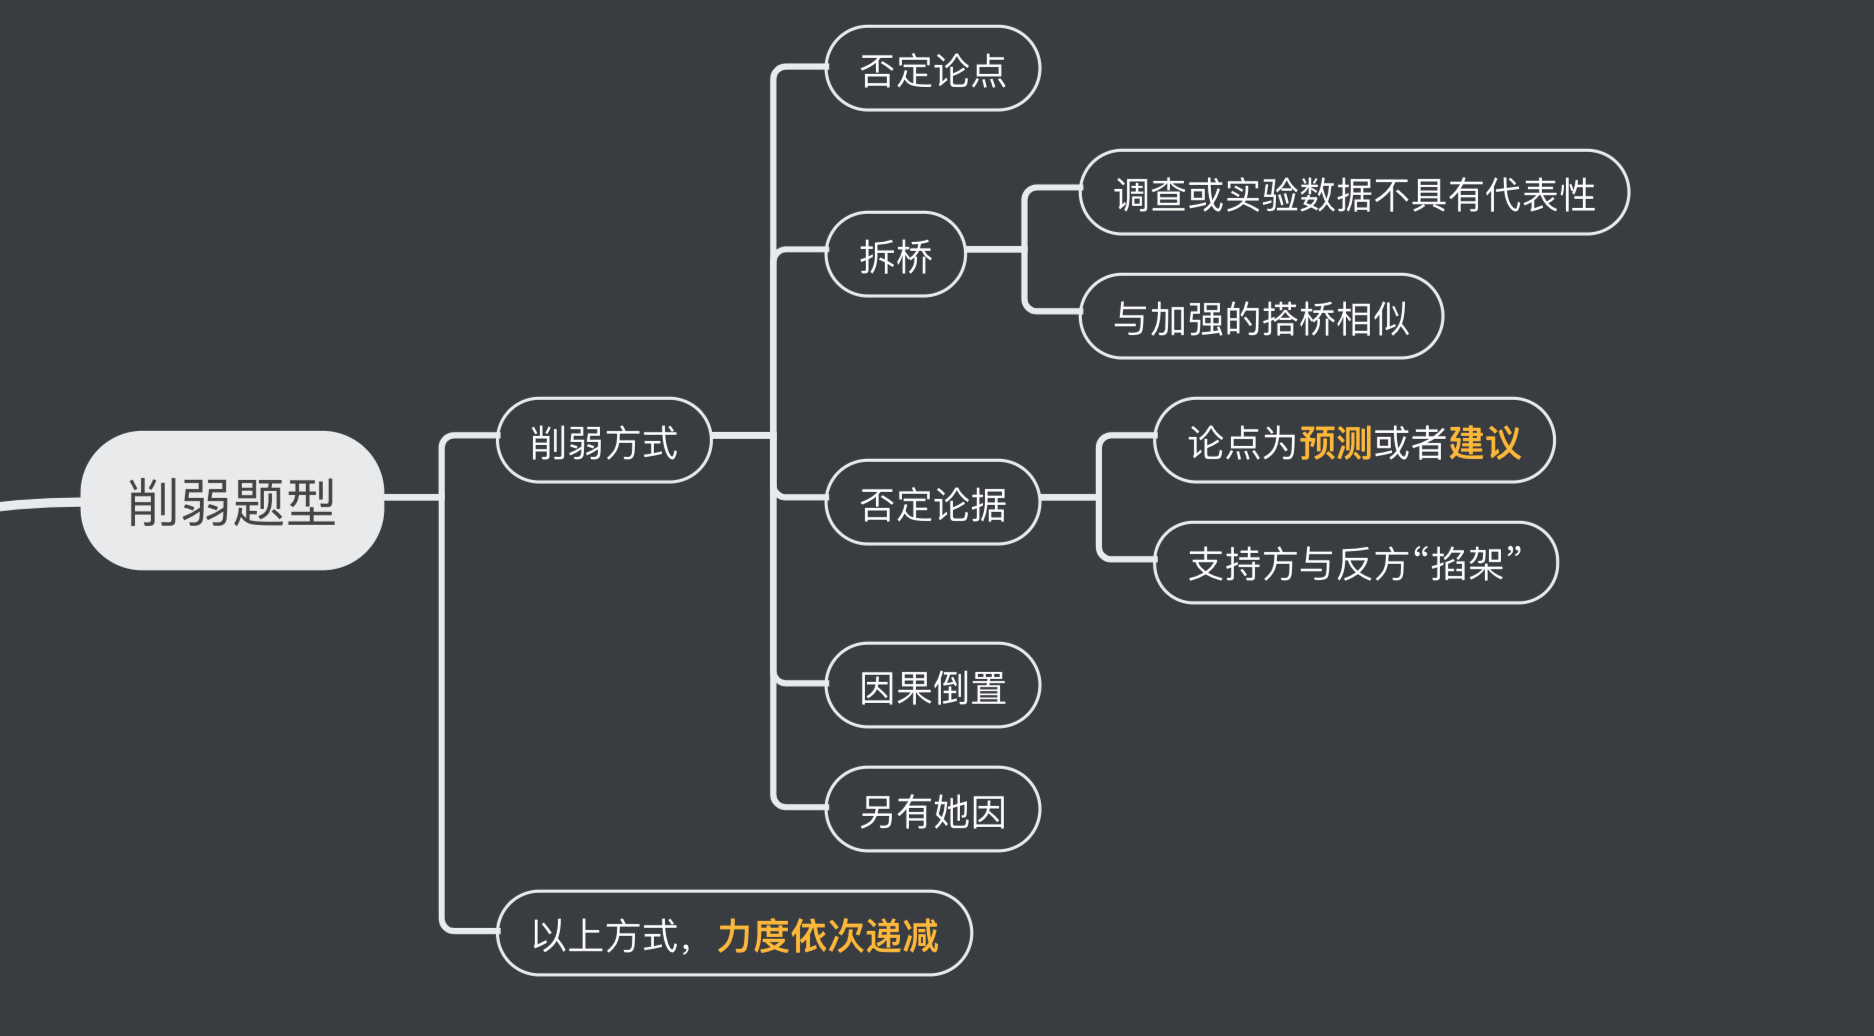 否定论点
调查或实验数据不具有代表性
拆桥
与加强的搭桥相似
论点为预测或者建议
削弱方式
削弱题型
否定论据
支持方与反方“掐架”
因果倒置
另有她因
以上方式，力度依次递减